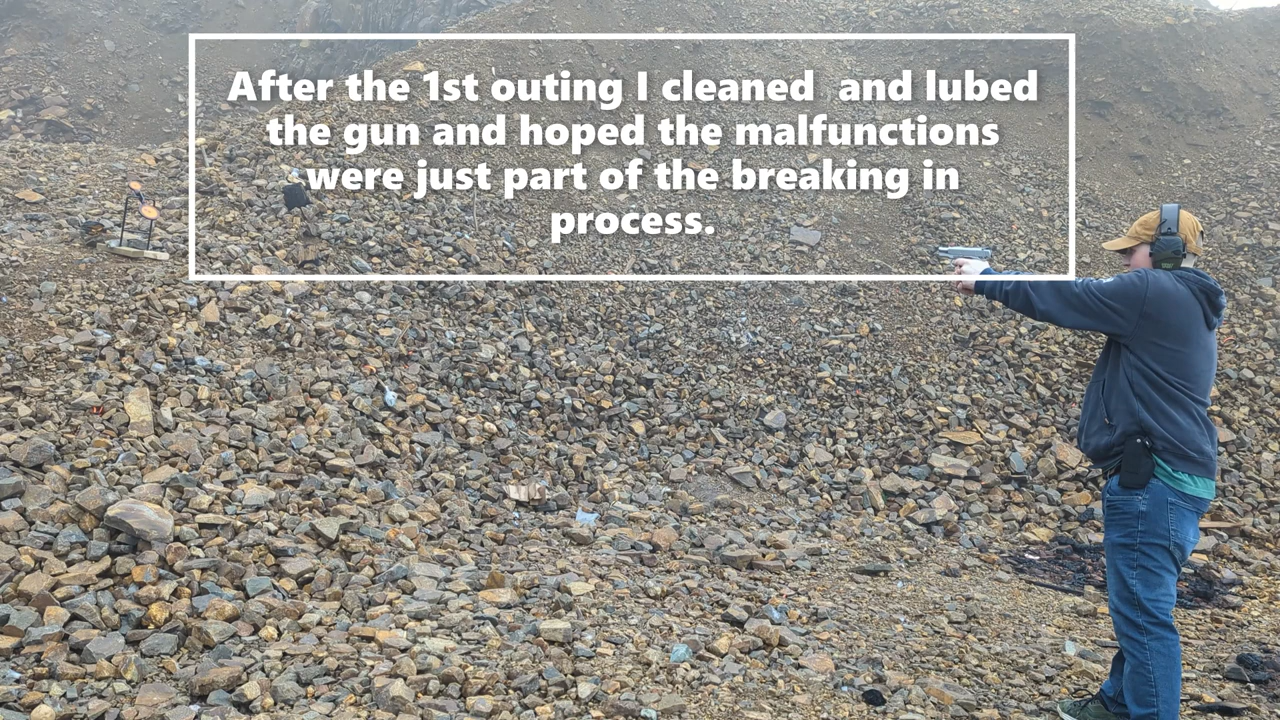 After the 1st outing I cleaned  and lubed
the gun and hoped the malfunctions
were just part of the breaking in
process.